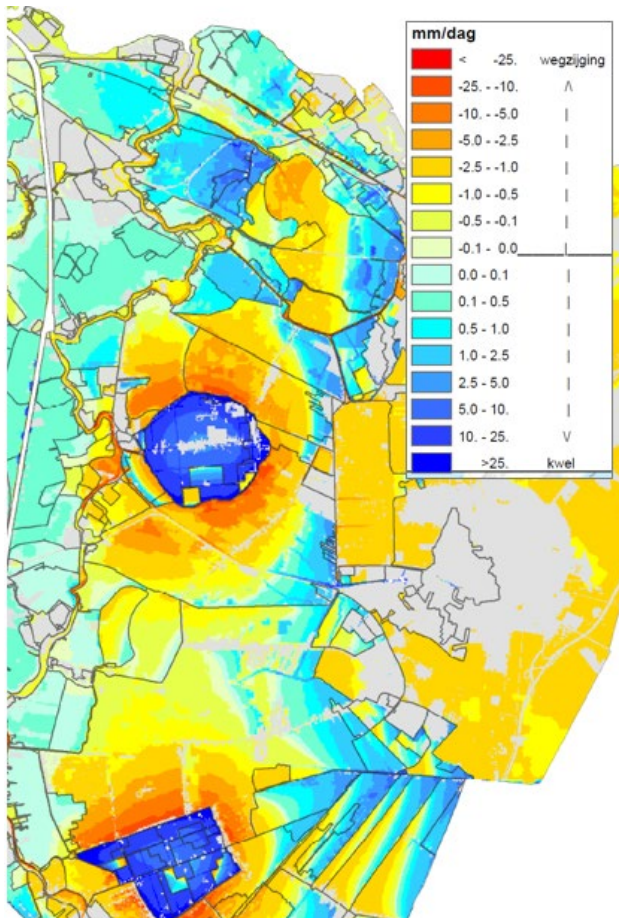 mm/dag
< -25. wegzijging
-25. - -10. /\
-10. - -5.0 |
-5.0 - -2.5 |
-2.5 - -1.0 |
-1.0 - -0.5 |
-0.5 - -0.1 |
-0.1 - 0.0 |
0.0 - 0.1 |
0.1 - 0.5 |
0.5 - 1.0 |
1.0 - 2.5 |
2.5 - 5.0 |
5.0 - 10. |
10. - 25. \/
>25. kwel